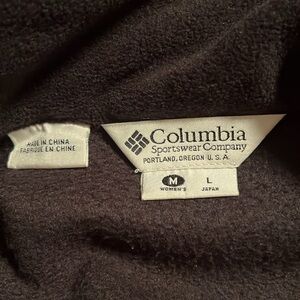 MADE IN CHINA
FABRIQUÉ EN CHINE
Columbia
Sportswear Company
PORTLAND, OREGON U.S.A.
M
WOMEN'S
L
JAPAN